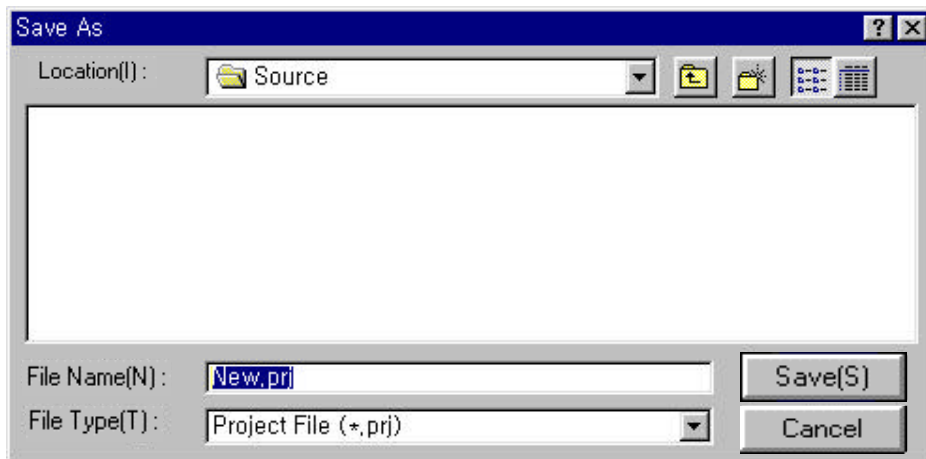 Save As
Location(I) :
Source
File Name(N) :
New.prj
Save(S)
File Type(T) :
Project File (*.prj)
Cancel